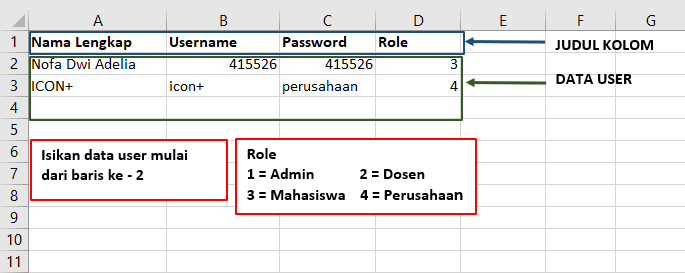 A B C D E F G
1 Nama Lengkap Username Password Role JUDUL KOLOM
2 Nofa Dwi Adelia 415526 415526 3
3 ICON+ icon+ perusahaan 4 DATA USER
4
5
6 Isikan data user mulai Role
7 dari baris ke - 2 1 = Admin 2 = Dosen
8 3 = Mahasiswa 4 = Perusahaan
9
10
11